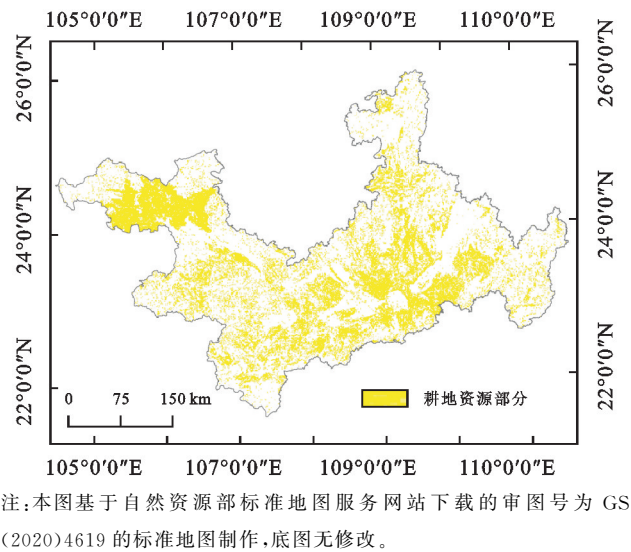 105°0′0″E 107°0′0″E 109°0′0″E 110°0′0″E
26°0′0″N 26°0′0″N
24°0′0″N 24°0′0″N
22°0′0″N 22°0′0″N
0 75 150 km
耕地资源部分
105°0′0″E 107°0′0″E 109°0′0″E 110°0′0″E
注:本图基于自然资源部标准地图服务网站下载的审图号为 GS
(2020)4619 的标准地图制作,底图无修改。